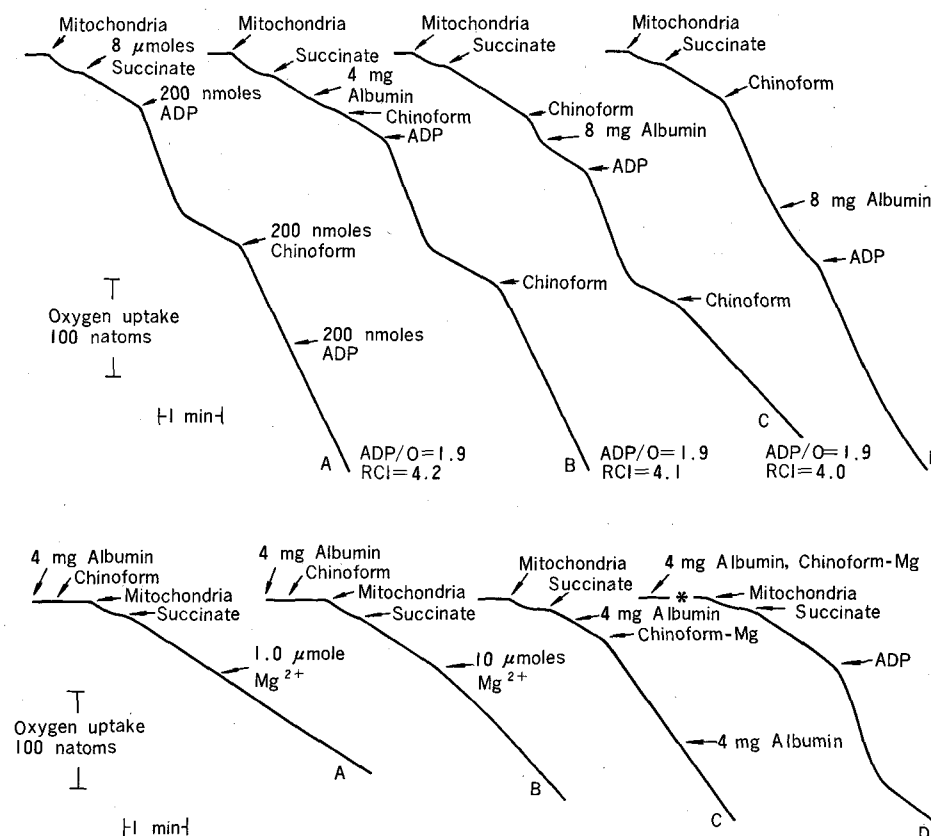 Mitochondria
8 μmoles
Succinate
200 nmoles
ADP
200 nmoles
Chinoform
200 nmoles
ADP
A
ADP/O=1.9
RCI=4.2
Mitochondria
Succinate
4 mg
Albumin
Chinoform
ADP
Chinoform
B
ADP/O=1.9
RCI=4.1
Mitochondria
Succinate
Chinoform
8 mg Albumin
ADP
Chinoform
C
ADP/O=1.9
RCI=4.0
Mitochondria
Succinate
Chinoform
8 mg Albumin
ADP
Oxygen uptake
100 natoms
1 min
4 mg Albumin
Chinoform
Mitochondria
Succinate
1.0 μmole
Mg²⁺
A
4 mg Albumin
Chinoform
Mitochondria
Succinate
10 μmoles
Mg²⁺
B
Mitochondria
Succinate
4 mg Albumin
Chinoform-Mg
4 mg Albumin
C
4 mg Albumin, Chinoform-Mg
*
Mitochondria
Succinate
ADP
D
Oxygen uptake
100 natoms
1 min